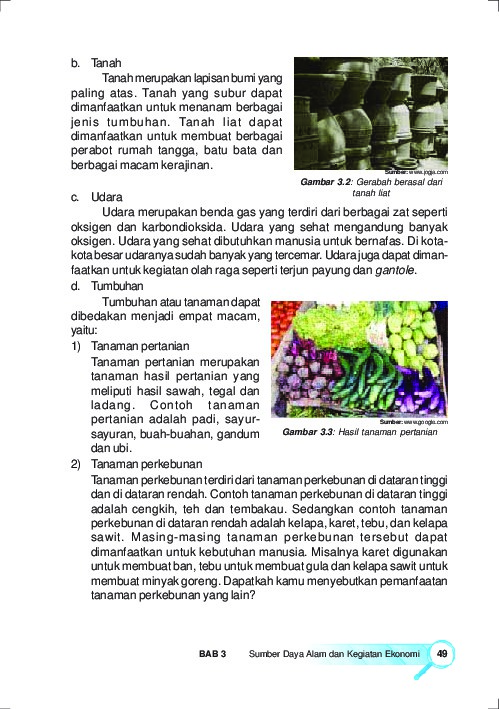 b. Tanah
Tanah merupakan lapisan bumi yang
paling atas. Tanah yang subur dapat
dimanfaatkan untuk menanam berbagai
jenis tumbuhan. Tanah liat dapat
dimanfaatkan untuk membuat berbagai
perabot rumah tangga, batu bata dan
berbagai macam kerajinan.
Sumber: www.jogja.com
Gambar 3.2: Gerabah berasal dari
tanah liat
c. Udara
Udara merupakan benda gas yang terdiri dari berbagai zat seperti
oksigen dan karbondioksida. Udara yang sehat mengandung banyak
oksigen. Udara yang sehat dibutuhkan manusia untuk bernafas. Di kota-
kota besar udaranya sudah banyak yang tercemar. Udara juga dapat diman-
faatkan untuk kegiatan olah raga seperti terjun payung dan gantole.
d. Tumbuhan
Tumbuhan atau tanaman dapat
dibedakan menjadi empat macam,
yaitu:
1) Tanaman pertanian
Tanaman pertanian merupakan
tanaman hasil pertanian yang
meliputi hasil sawah, tegal dan
ladang. Contoh tanaman
pertanian adalah padi, sayur-
sayuran, buah-buahan, gandum
dan ubi.
Sumber: www.google.com
Gambar 3.3: Hasil tanaman pertanian
2) Tanaman perkebunan
Tanaman perkebunan terdiri dari tanaman perkebunan di dataran tinggi
dan di dataran rendah. Contoh tanaman perkebunan di dataran tinggi
adalah cengkih, teh dan tembakau. Sedangkan contoh tanaman
perkebunan di dataran rendah adalah kelapa, karet, tebu, dan kelapa
sawit. Masing-masing tanaman perkebunan tersebut dapat
dimanfaatkan untuk kebutuhan manusia. Misalnya karet digunakan
untuk membuat ban, tebu untuk membuat gula dan kelapa sawit untuk
membuat minyak goreng. Dapatkah kamu menyebutkan pemanfaatan
tanaman perkebunan yang lain?
BAB 3 Sumber Daya Alam dan Kegiatan Ekonomi 49